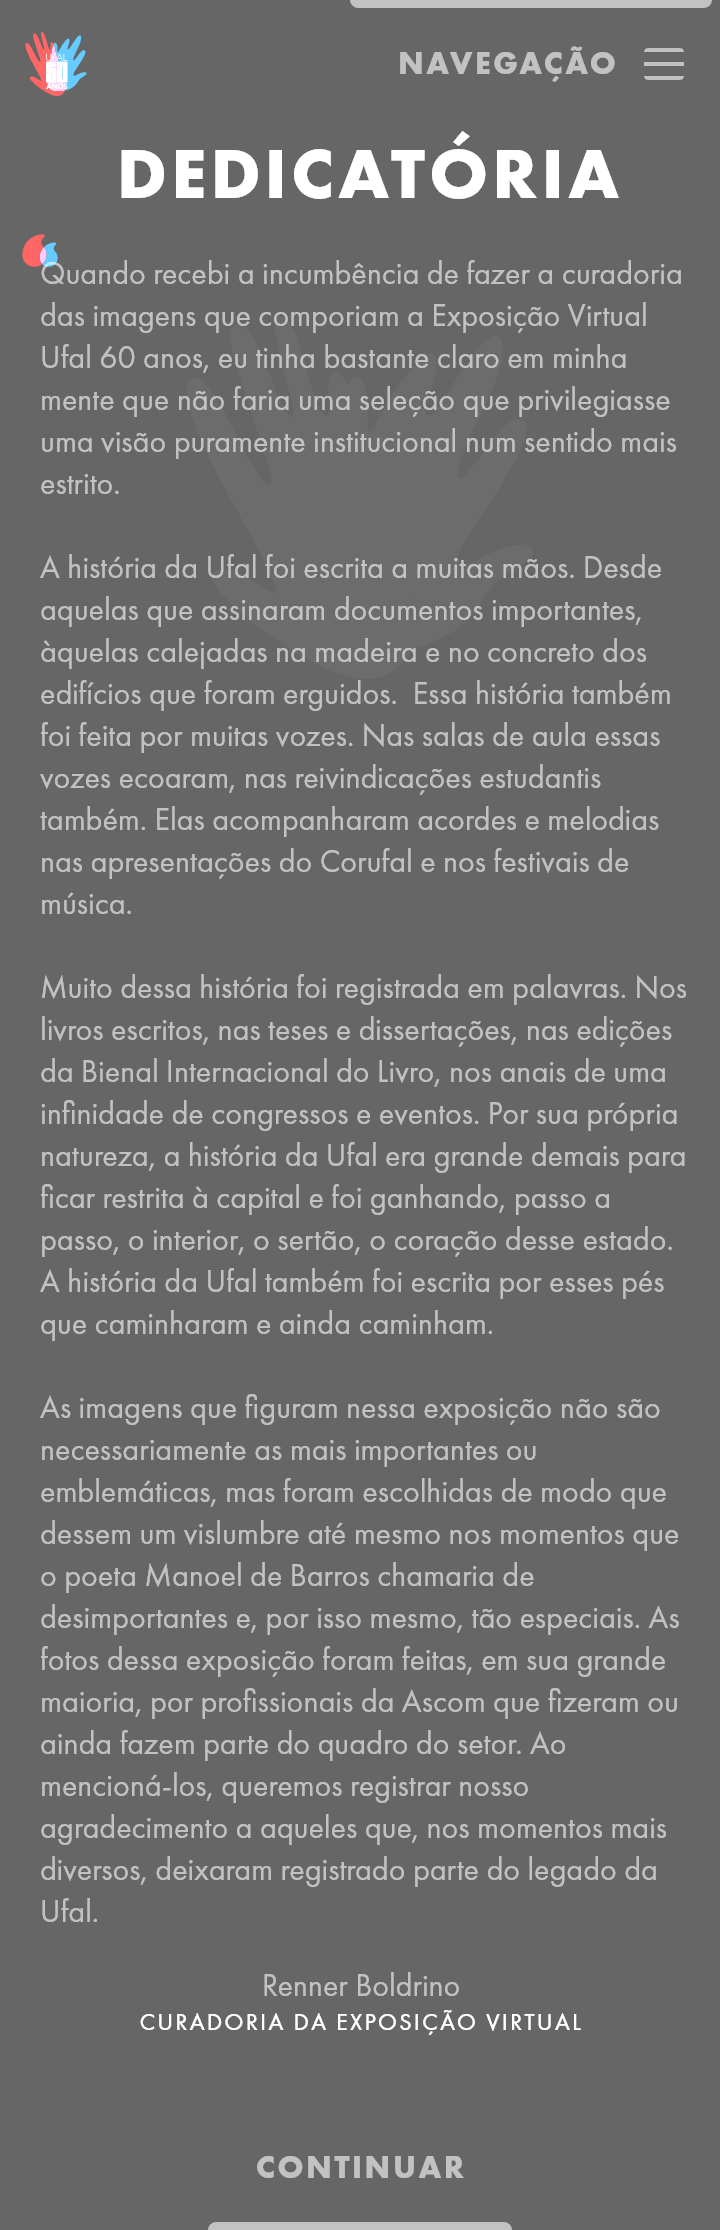 UFAL
60
ANOS
NAVEGAÇÃO
DEDICATÓRIA
Quando recebi a incumbência de fazer a curadoria
das imagens que comporiam a Exposição Virtual
Ufal 60 anos, eu tinha bastante claro em minha
mente que não faria uma seleção que privilegiasse
uma visão puramente institucional num sentido mais
estrito.
A história da Ufal foi escrita a muitas mãos. Desde
aquelas que assinaram documentos importantes,
àquelas calejadas na madeira e no concreto dos
edifícios que foram erguidos.  Essa história também
foi feita por muitas vozes. Nas salas de aula essas
vozes ecoaram, nas reivindicações estudantis
também. Elas acompanharam acordes e melodias
nas apresentações do Corufal e nos festivais de
música.
Muito dessa história foi registrada em palavras. Nos
livros escritos, nas teses e dissertações, nas edições
da Bienal Internacional do Livro, nos anais de uma
infinidade de congressos e eventos. Por sua própria
natureza, a história da Ufal era grande demais para
ficar restrita à capital e foi ganhando, passo a
passo, o interior, o sertão, o coração desse estado.
A história da Ufal também foi escrita por esses pés
que caminharam e ainda caminham.
As imagens que figuram nessa exposição não são
necessariamente as mais importantes ou
emblemáticas, mas foram escolhidas de modo que
dessem um vislumbre até mesmo nos momentos que
o poeta Manoel de Barros chamaria de
desimportantes e, por isso mesmo, tão especiais. As
fotos dessa exposição foram feitas, em sua grande
maioria, por profissionais da Ascom que fizeram ou
ainda fazem parte do quadro do setor. Ao
mencioná-los, queremos registrar nosso
agradecimento a aqueles que, nos momentos mais
diversos, deixaram registrado parte do legado da
Ufal.
Renner Boldrino
CURADORIA DA EXPOSIÇÃO VIRTUAL
CONTINUAR